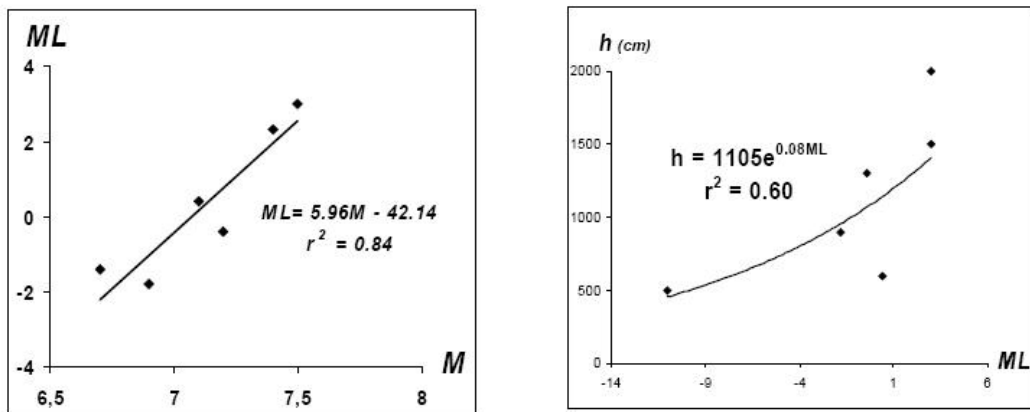 ML
4
2
0
-2
-4
6,5
7
7,5
8
M
ML= 5.96M - 42.14
r² = 0.84
h (cm)
2000
1500
1000
500
0
-14
-9
-4
1
6
ML
h = 1105e^0.08ML
r² = 0.60